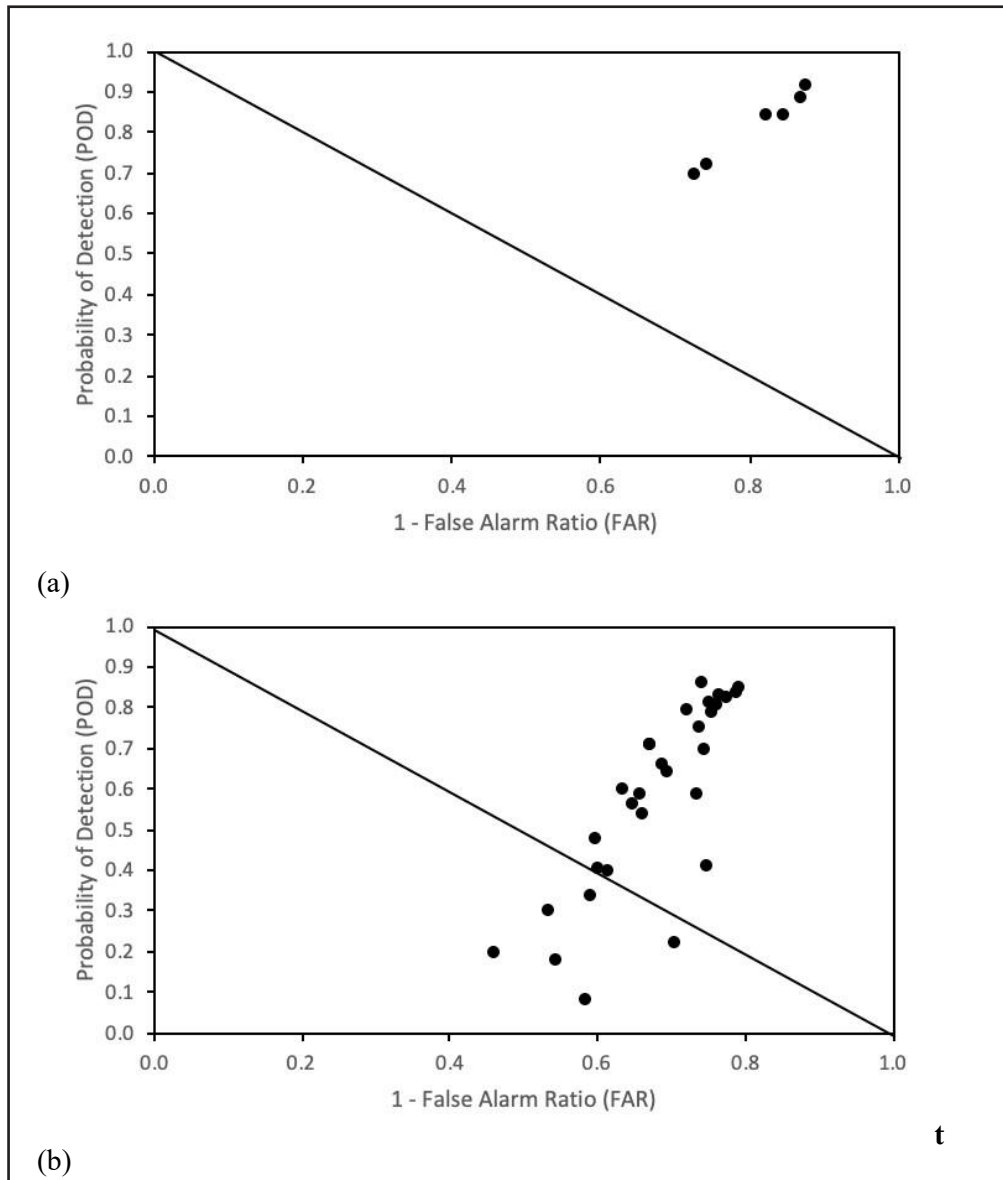 1.0
0.9
0.8
0.7
0.6
0.5
0.4
0.3
0.2
0.1
0.0
Probability of Detection (POD)
0.0 0.2 0.4 0.6 0.8 1.0
1 - False Alarm Ratio (FAR)
(a)
1.0
0.9
0.8
0.7
0.6
0.5
0.4
0.3
0.2
0.1
0.0
Probability of Detection (POD)
0.0 0.2 0.4 0.6 0.8 1.0
1 - False Alarm Ratio (FAR)
t
(b)